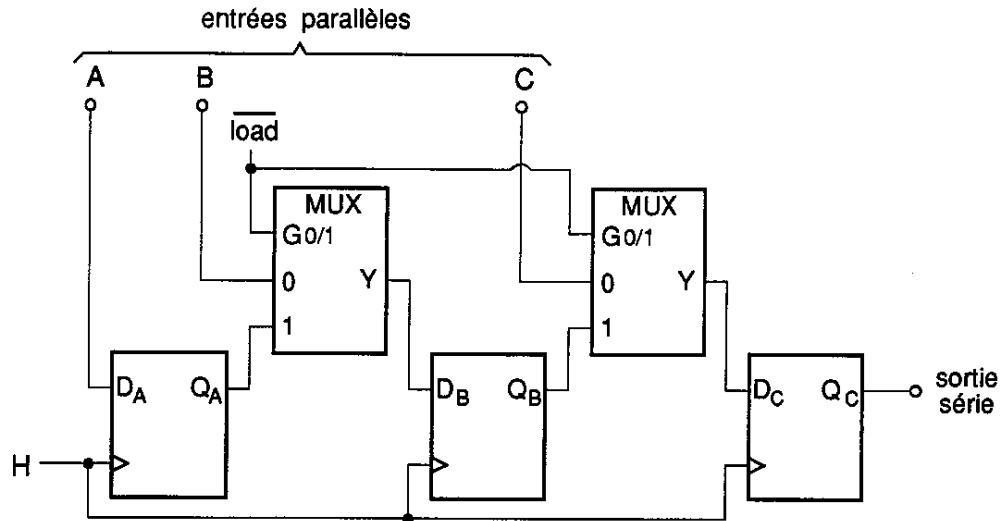 entrées parallèles
A B C
load
MUX
G0/1
0 Y
1
MUX
G0/1
0 Y
1
DA QA
DB QB
DC QC
sortie
série
H